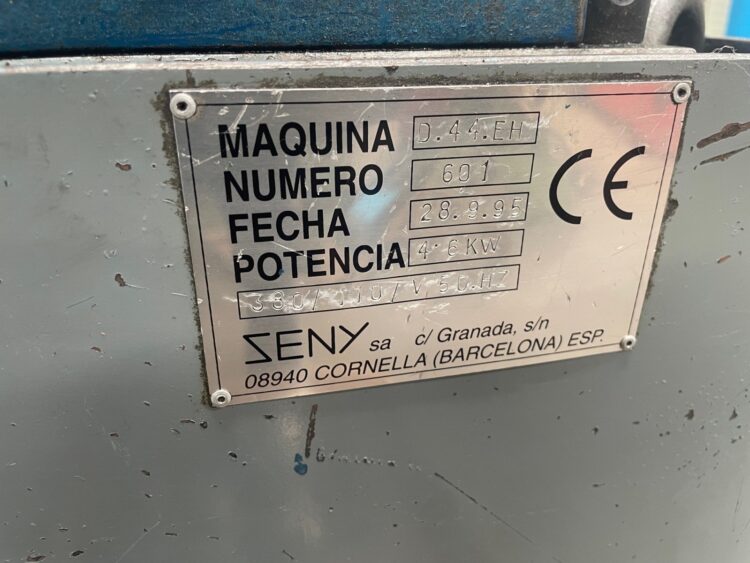 MAQUINA D.44.EH
NUMERO 601
FECHA 28.9.95
POTENCIA 4'6KW
380/110/V 50.HZ
CE
SENY sa c/ Granada, s/n
08940 CORNELLA (BARCELONA) ESP.